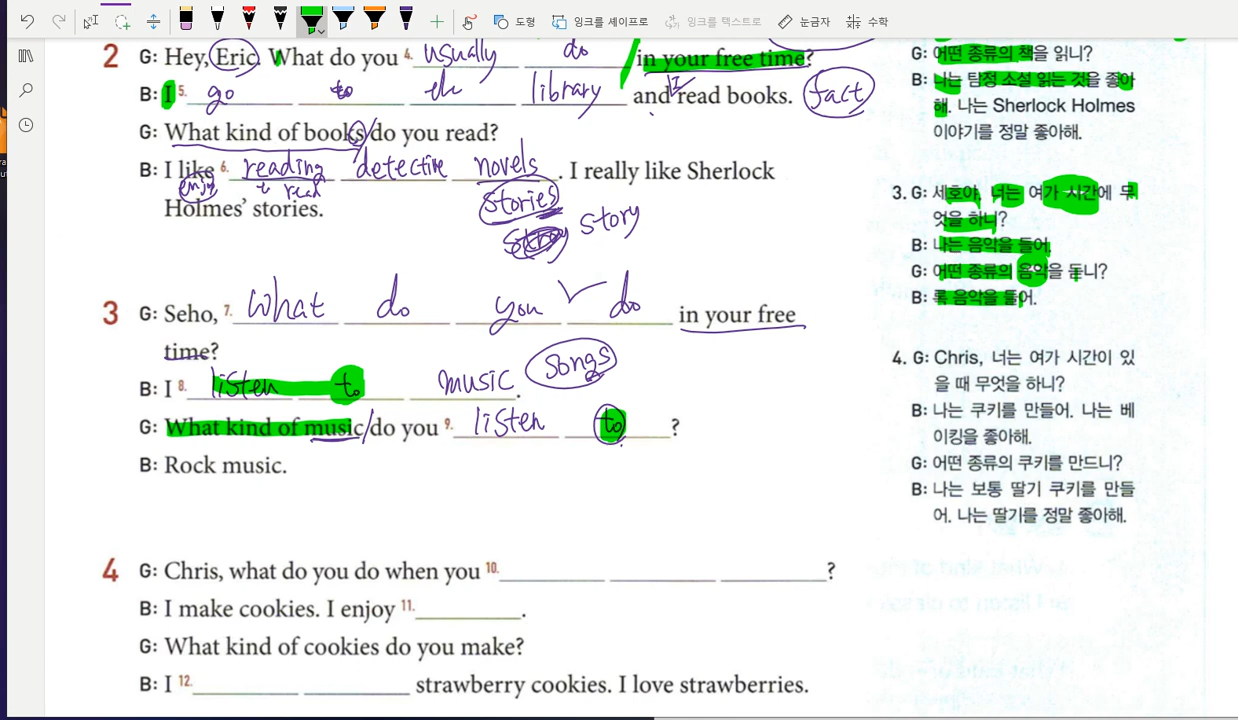 도형 잉크를 셰이프로 잉크를 텍스트로 눈금자 수학
2 G: Hey, Eric. What do you 4. usually do in your free time?
B: I 5. go to the library and I read books. fact
G: What kind of books/do you read?
B: I like 6. reading detective novels. I really like Sherlock
enjoy to read stories
Holmes' stories.
story
3 G: Seho, 7. What do you do in your free
time?
B: I 8. listen to music. songs
G: What kind of music/do you 9. listen to ?
B: Rock music.
4 G: Chris, what do you do when you 10. ?
B: I make cookies. I enjoy 11. .
G: What kind of cookies do you make?
B: I 12. strawberry cookies. I love strawberries.
G: 어떤 종류의 책을 읽니?
B: 나는 탐정 소설 읽는 것을 좋아
해. 나는 Sherlock Holmes
이야기를 정말 좋아해.
3. G: 세호야, 너는 여가 시간에 무
엇을 하니?
B: 나는 음악을 들어.
G: 어떤 종류의 음악을 듣니?
B: 록 음악을 들어.
4. G: Chris, 너는 여가 시간이 있
을 때 무엇을 하니?
B: 나는 쿠키를 만들어. 나는 베
이킹을 좋아해.
G: 어떤 종류의 쿠키를 만드니?
B: 나는 보통 딸기 쿠키를 만들
어. 나는 딸기를 정말 좋아해.